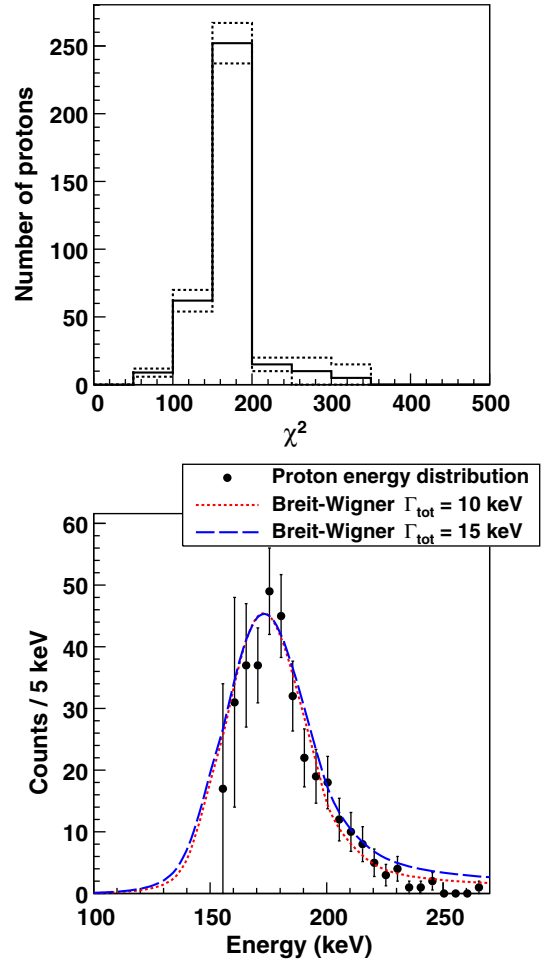 250
200
150
100
50
0
Number of protons
0 100 200 300 400 500
χ²
Proton energy distribution
Breit-Wigner Γtot = 10 keV
Breit-Wigner Γtot = 15 keV
60
50
40
30
20
10
0
Counts / 5 keV
100 150 200 250
Energy (keV)